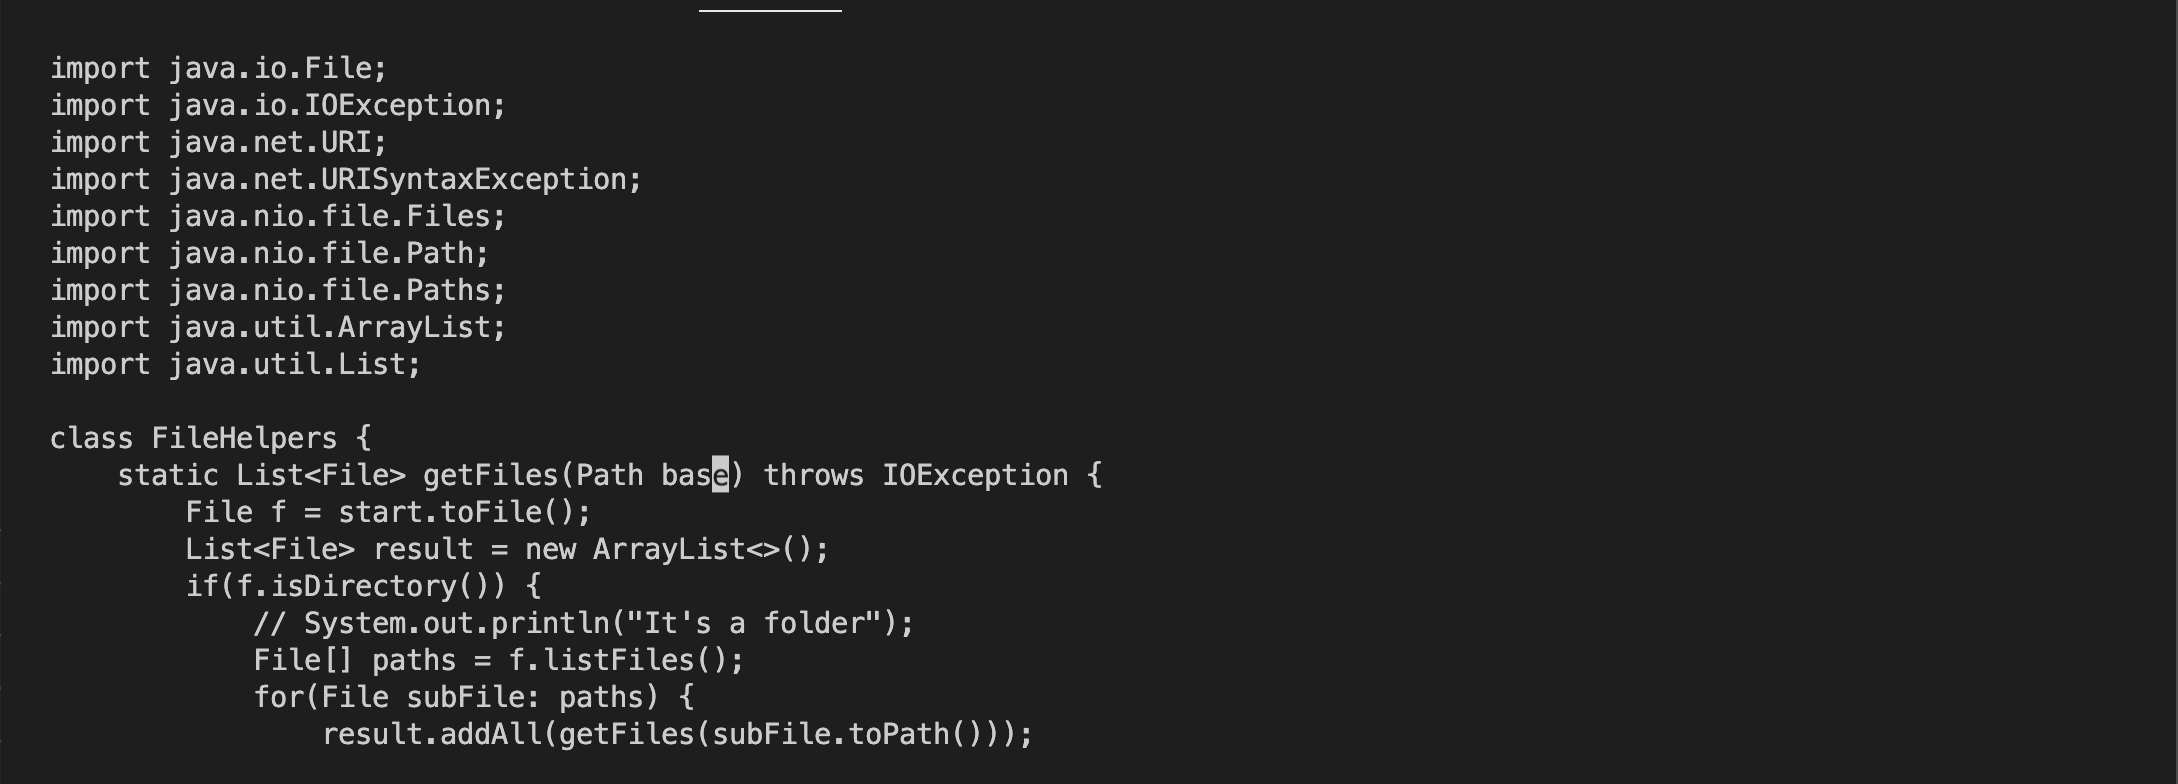 import java.io.File;
import java.io.IOException;
import java.net.URI;
import java.net.URISyntaxException;
import java.nio.file.Files;
import java.nio.file.Path;
import java.nio.file.Paths;
import java.util.ArrayList;
import java.util.List;

class FileHelpers {
    static List<File> getFiles(Path base) throws IOException {
        File f = start.toFile();
        List<File> result = new ArrayList<>();
        if(f.isDirectory()) {
            // System.out.println("It's a folder");
            File[] paths = f.listFiles();
            for(File subFile: paths) {
                result.addAll(getFiles(subFile.toPath()));